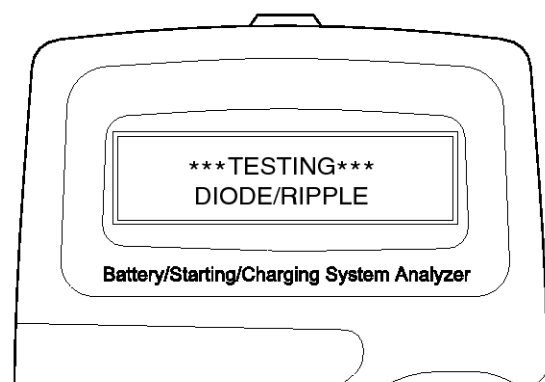 ***TESTING***
DIODE/RIPPLE
Battery/Starting/Charging System Analyzer